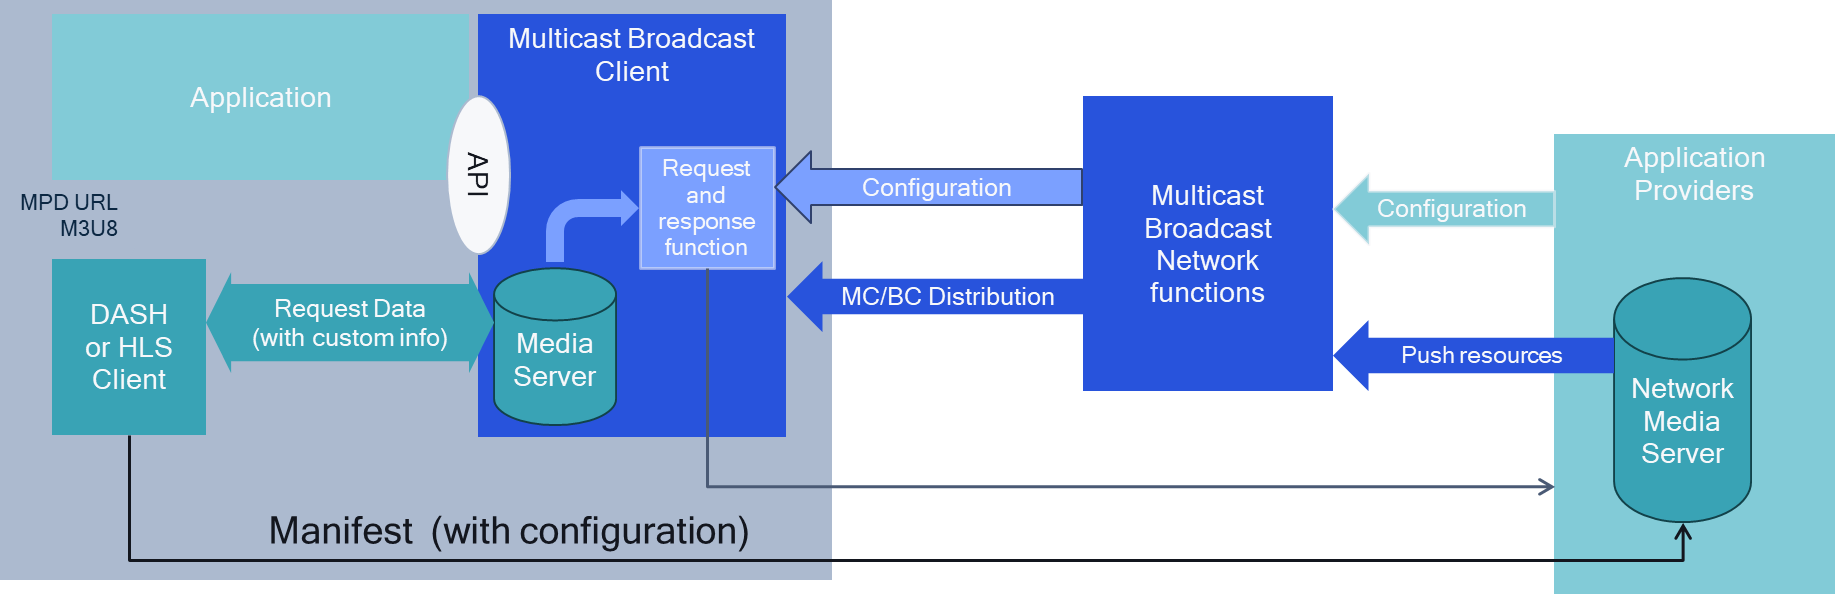 Application
Multicast Broadcast
Client
API
MPD URL
M3U8
Request
and
response
function
DASH
or HLS
Client
Request Data
(with custom info)
Media
Server
Configuration
MC/BC Distribution
Multicast
Broadcast
Network
functions
Configuration
Push resources
Application
Providers
Network
Media
Server
Manifest (with configuration)